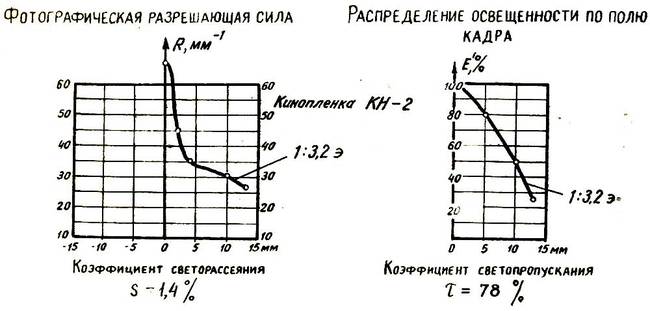 ФОТОГРАФИЧЕСКАЯ РАЗРЕШАЮЩАЯ СИЛА
R, мм⁻¹
60 60
50 50
Кинопленка КН-2
40 40
1:3,2 Э
30 30
20 20
10 10
-15 -10 -5 0 5 10 15 мм
КОЭФФИЦИЕНТ СВЕТОРАССЕЯНИЯ
S - 1,4 %
РАСПРЕДЕЛЕНИЕ ОСВЕЩЕННОСТИ ПО ПОЛЮ
КАДРА
E,%
100
80
60
40
1:3,2 Э
20
0 5 10 15 мм
КОЭФФИЦИЕНТ СВЕТОПРОПУСКАНИЯ
τ = 78 %